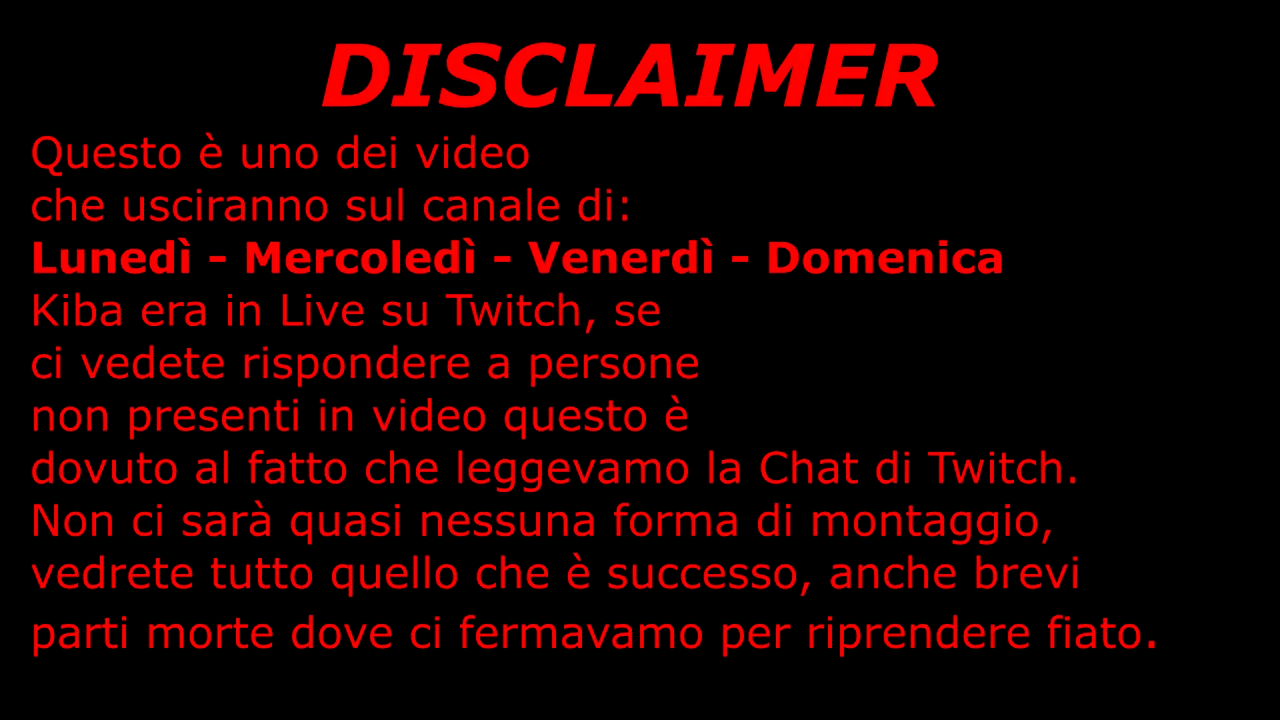 DISCLAIMER
Questo è uno dei video
che usciranno sul canale di:
Lunedì - Mercoledì - Venerdì - Domenica
Kiba era in Live su Twitch, se
ci vedete rispondere a persone
non presenti in video questo è
dovuto al fatto che leggevamo la Chat di Twitch.
Non ci sarà quasi nessuna forma di montaggio,
vedrete tutto quello che è successo, anche brevi
parti morte dove ci fermavamo per riprendere fiato.